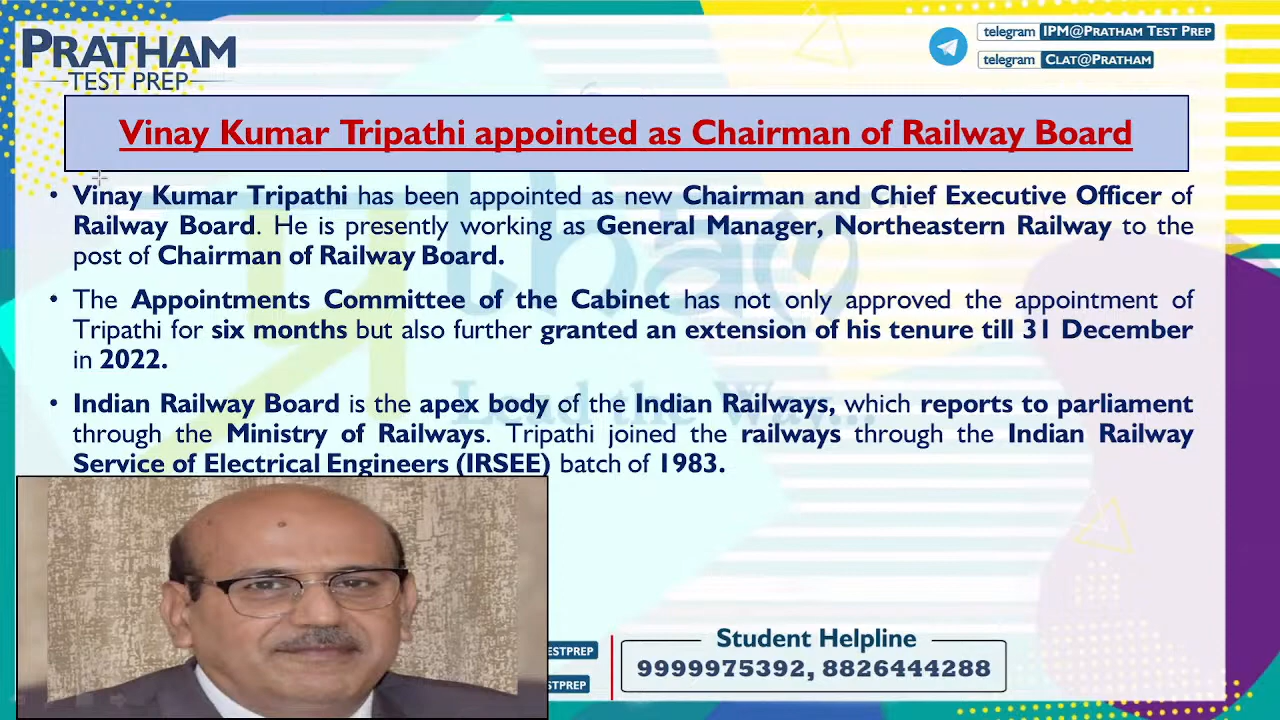 PRATHAM
TEST PREP
telegram IPM@PRATHAM TEST PREP
telegram CLAT@PRATHAM
Vinay Kumar Tripathi appointed as Chairman of Railway Board
• Vinay Kumar Tripathi has been appointed as new Chairman and Chief Executive Officer of
Railway Board. He is presently working as General Manager, Northeastern Railway to the
post of Chairman of Railway Board.
• The Appointments Committee of the Cabinet has not only approved the appointment of
Tripathi for six months but also further granted an extension of his tenure till 31 December
in 2022.
• Indian Railway Board is the apex body of the Indian Railways, which reports to parliament
through the Ministry of Railways. Tripathi joined the railways through the Indian Railway
Service of Electrical Engineers (IRSEE) batch of 1983.
Lead the Way...
TESTPREP
TPREP
Student Helpline
9999975392, 8826444288